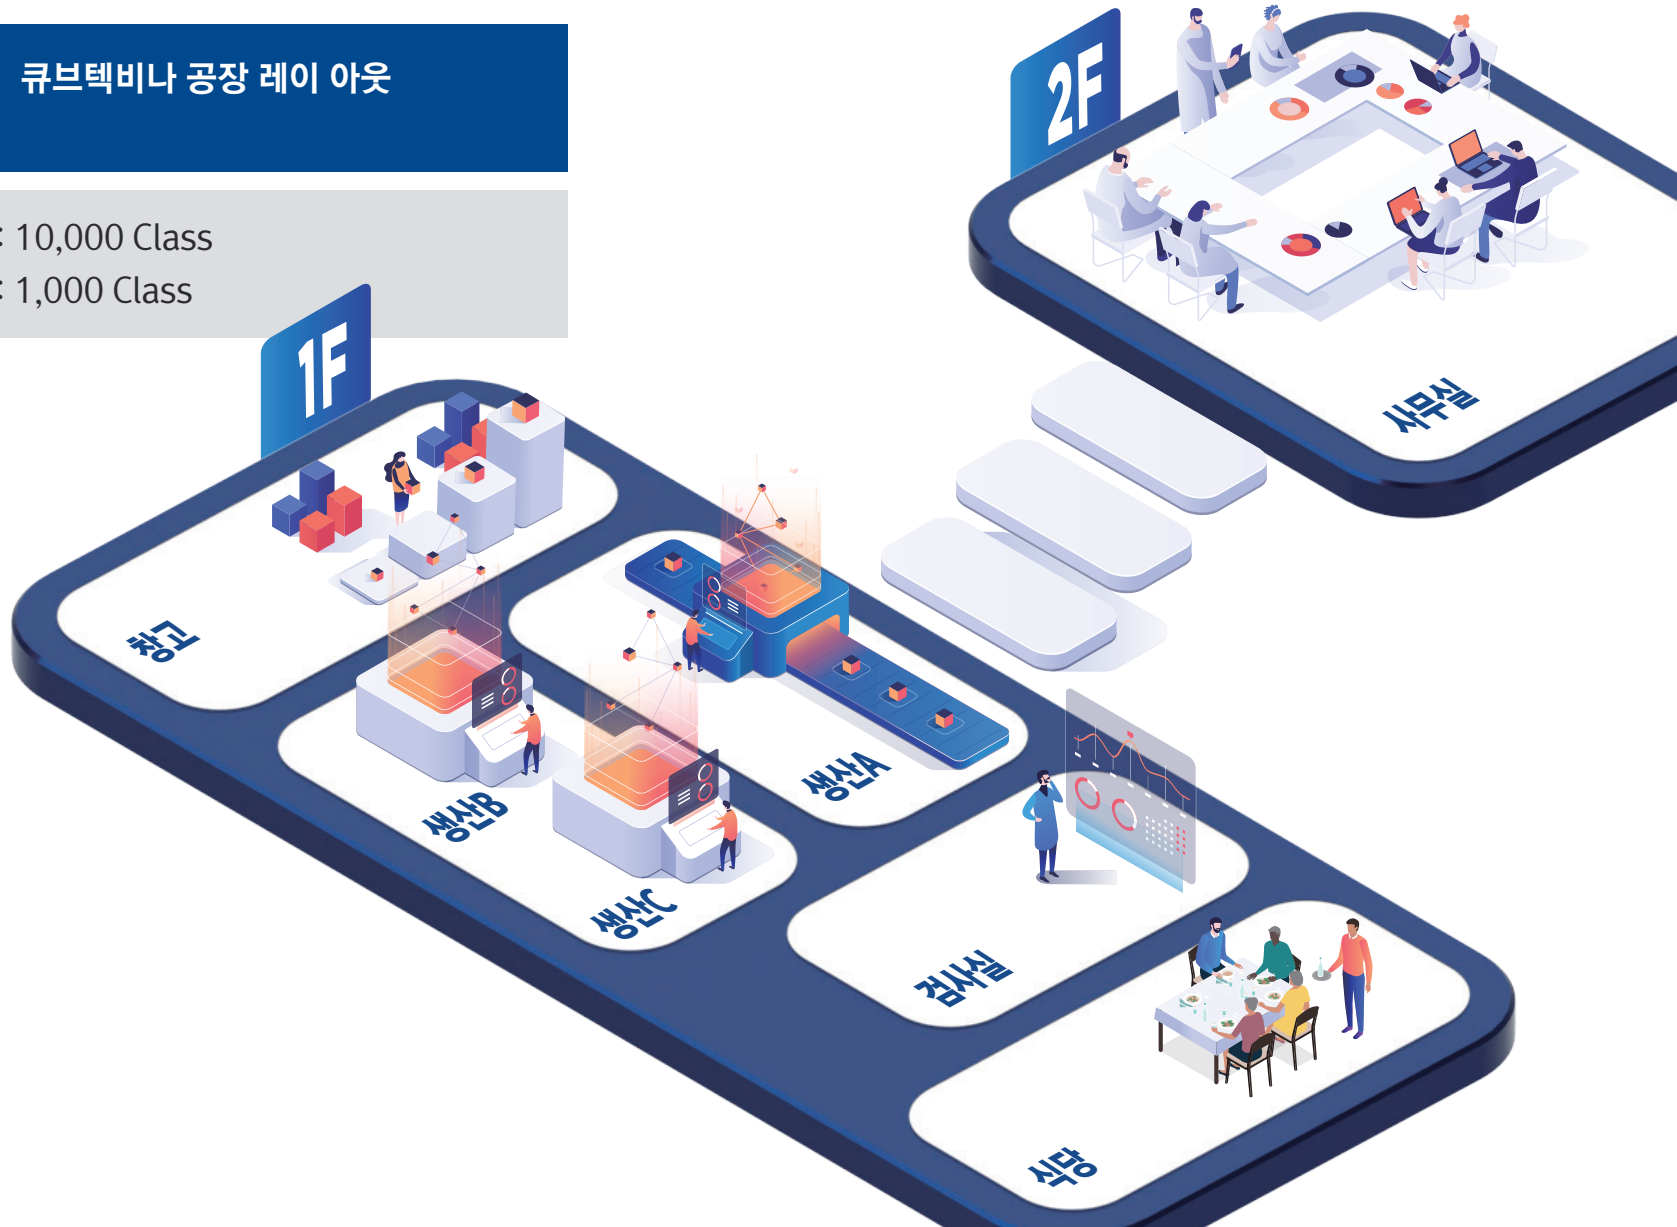 큐브텍비나 공장 레이 아웃
: 10,000 Class
: 1,000 Class
2F
사무실
1F
창고
생산A
생산B
생산C
검사실
식당